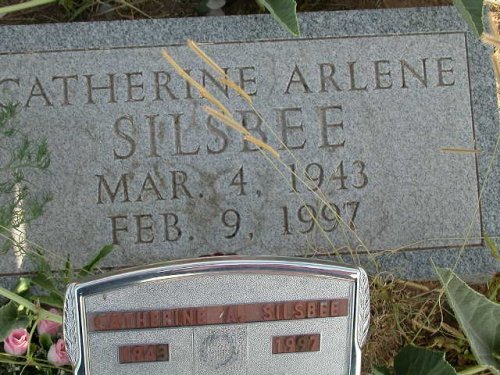 CATHERINE ARLENE
SILSBEE
MAR. 4, 1943
FEB. 9, 1997
CATHERINE A. SILSBEE
1943 1997